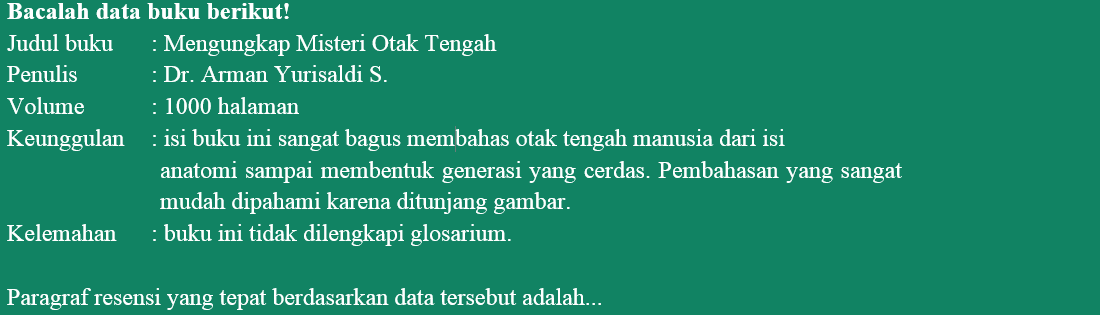 Bacalah data buku berikut!
Judul buku : Mengungkap Misteri Otak Tengah
Penulis : Dr. Arman Yurisaldi S.
Volume : 1000 halaman
Keunggulan : isi buku ini sangat bagus membahas otak tengah manusia dari isi
anatomi sampai membentuk generasi yang cerdas. Pembahasan yang sangat
mudah dipahami karena ditunjang gambar.
Kelemahan : buku ini tidak dilengkapi glosarium.
Paragraf resensi yang tepat berdasarkan data tersebut adalah...